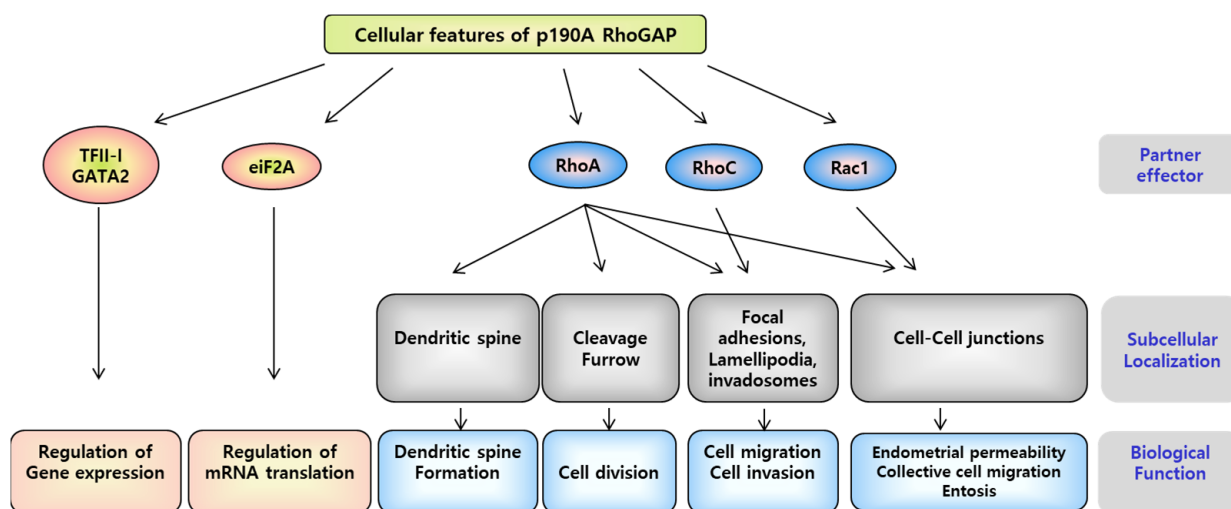 Cellular features of p190A RhoGAP
TFII-I
GATA2
eiF2A
RhoA
RhoC
Rac1
Partner
effector
Dendritic spine
Cleavage
Furrow
Focal
adhesions,
Lamellipodia,
invadosomes
Cell-Cell junctions
Subcellular
Localization
Regulation of
Gene expression
Regulation of
mRNA translation
Dendritic spine
Formation
Cell division
Cell migration
Cell invasion
Endometrial permeability
Collective cell migration
Entosis
Biological
Function